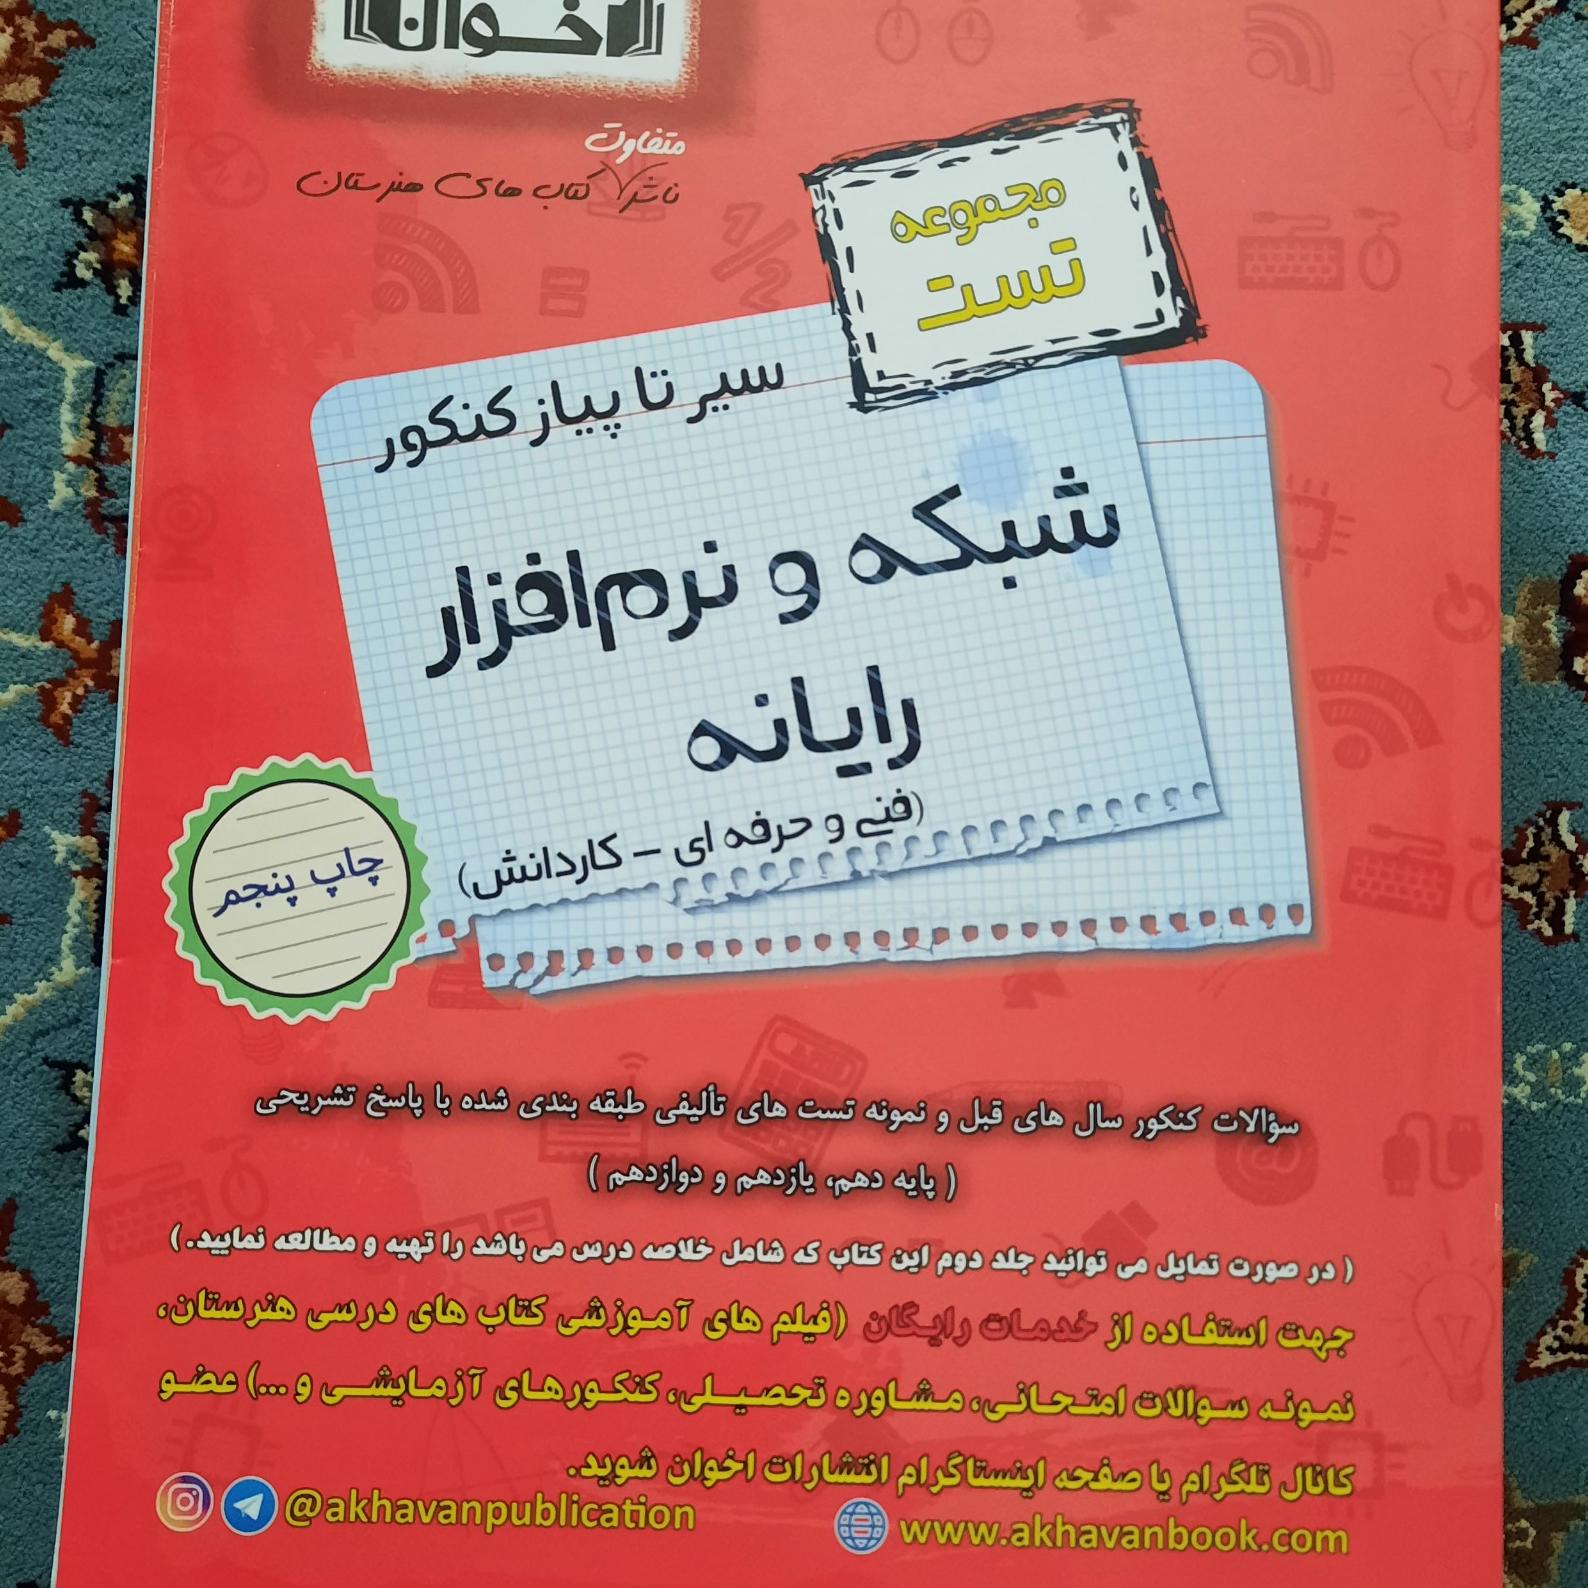 اخوان
متفاوت
ناشر کتاب های هنرستان
مجموعه
تست
سیر تا پیاز کنکور
شبکه و نرم‌افزار
رایانه
(فنی و حرفه ای - کاردانش)
چاپ پنجم
سؤالات کنکور سال های قبل و نمونه تست های تألیفی طبقه بندی شده با پاسخ تشریحی
( پایه دهم، یازدهم و دوازدهم )
( در صورت تمایل می توانید جلد دوم این کتاب که شامل خلاصه درس می باشد را تهیه و مطالعه نمایید.)
جهت استفاده از خدمات رایگان (فیلم های آموزشی کتاب های درسی هنرستان،
نمونه سوالات امتحانی، مشاوره تحصیلی، کنکورهای آزمایشی و ...) عضو
کانال تلگرام یا صفحه اینستاگرام انتشارات اخوان شوید.
@akhavanpublication
www.akhavanbook.com